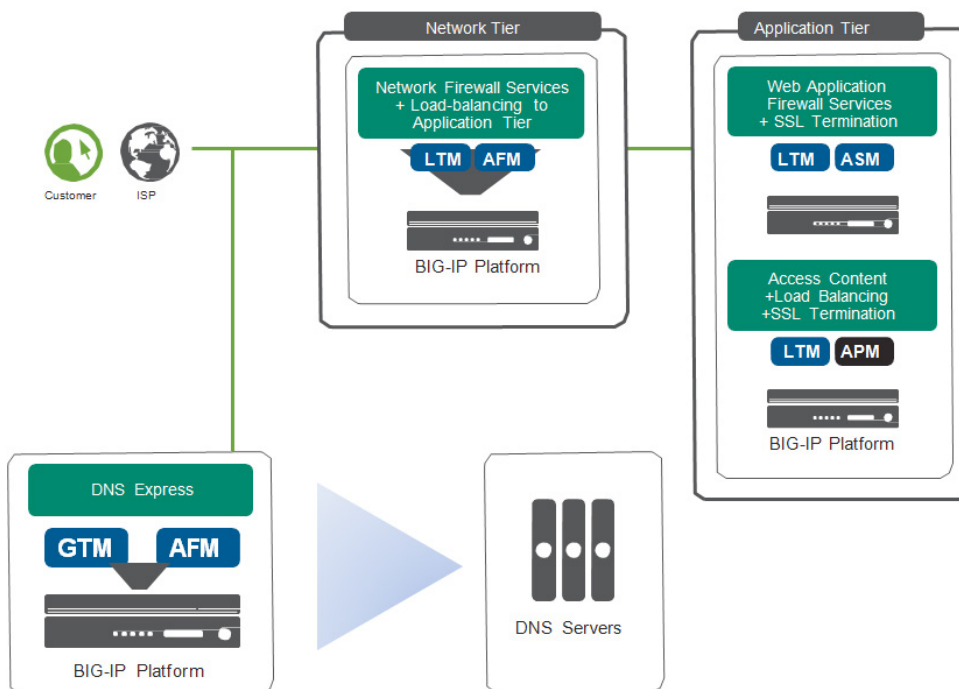 Network Tier
Network Firewall Services
+ Load-balancing to
Application Tier
LTM AFM
BIG-IP Platform
Application Tier
Web Application
Firewall Services
+ SSL Termination
LTM ASM
Access Content
+Load Balancing
+SSL Termination
LTM APM
BIG-IP Platform
Customer
ISP
DNS Express
GTM AFM
BIG-IP Platform
DNS Servers